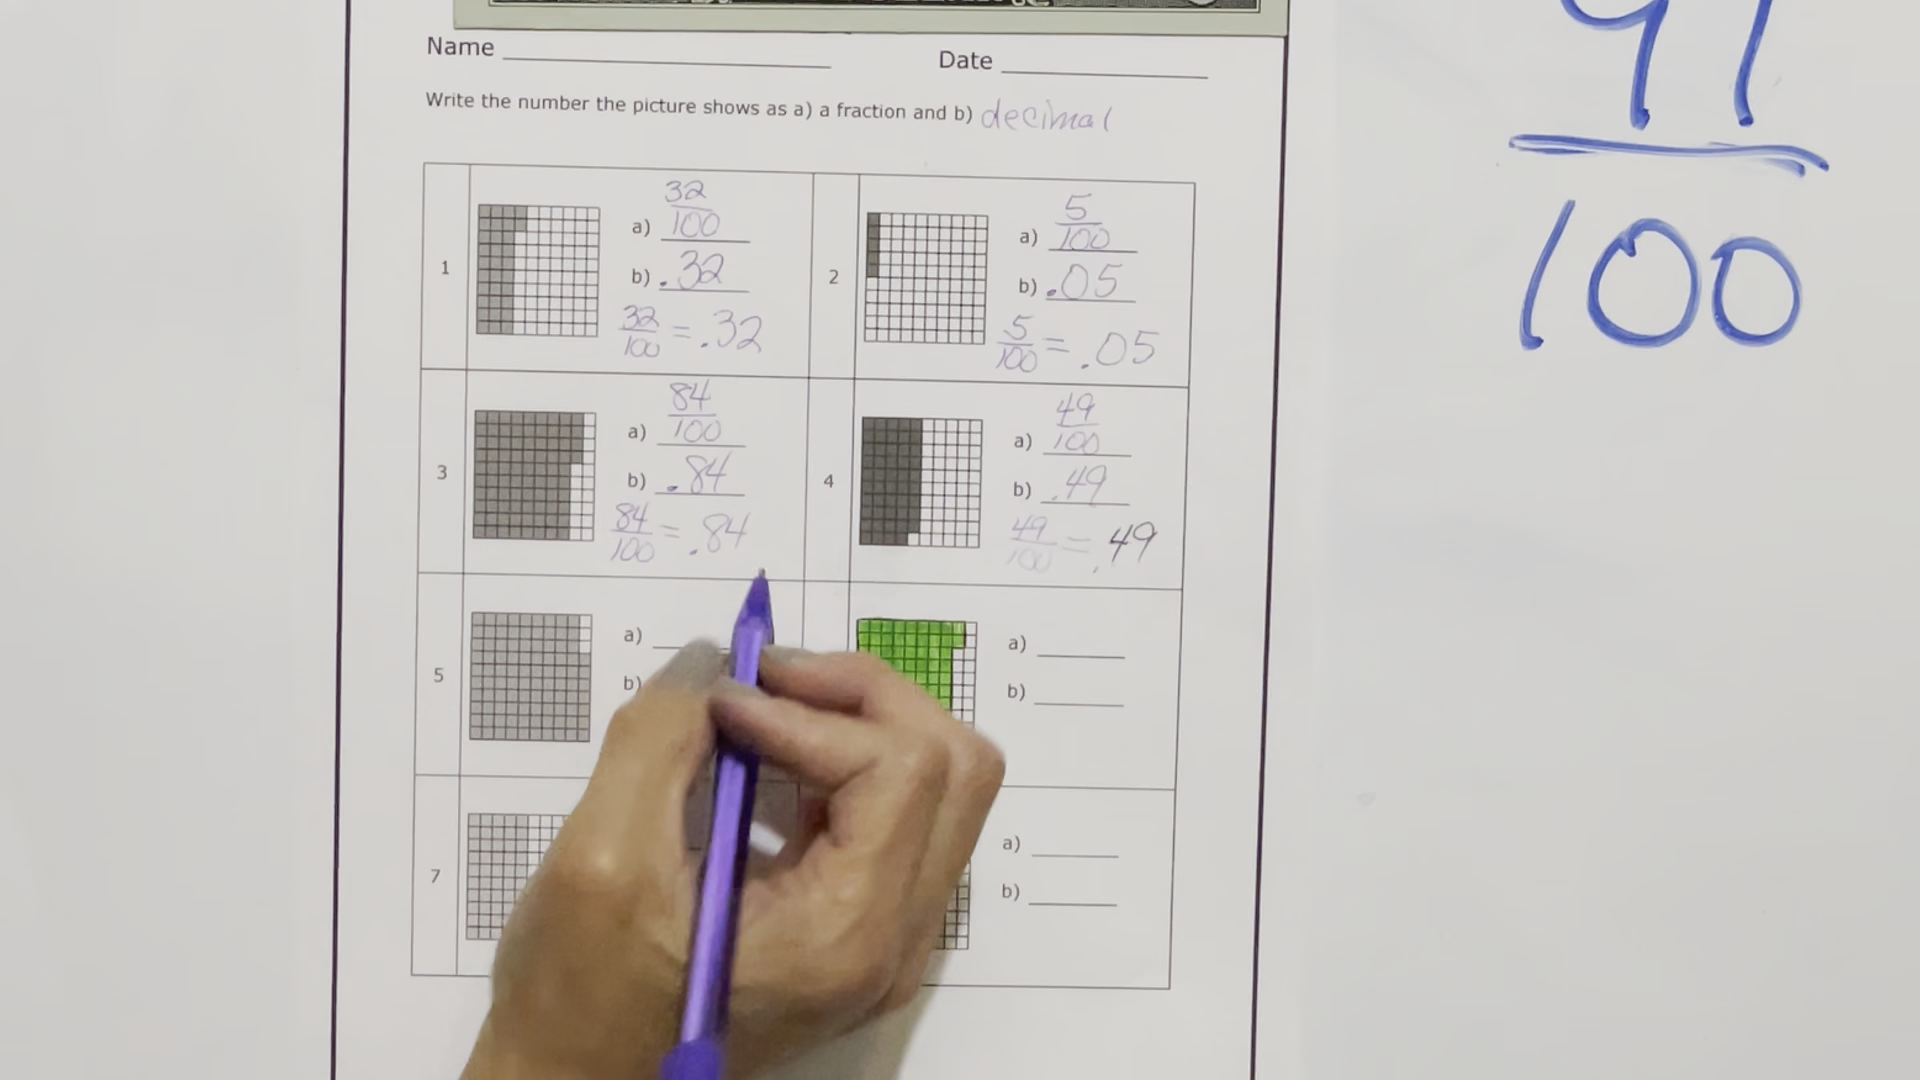 Name
Date
Write the number the picture shows as a) a fraction and b) decimal
1
a) 32/100
b) .32
32/100 = .32
2
a) 5/100
b) .05
5/100 = .05
3
a) 84/100
b) .84
84/100 = .84
4
a) 49/100
b) .49
49/100 = .49
5
a)
b)
a)
b)
7
a)
b)
100